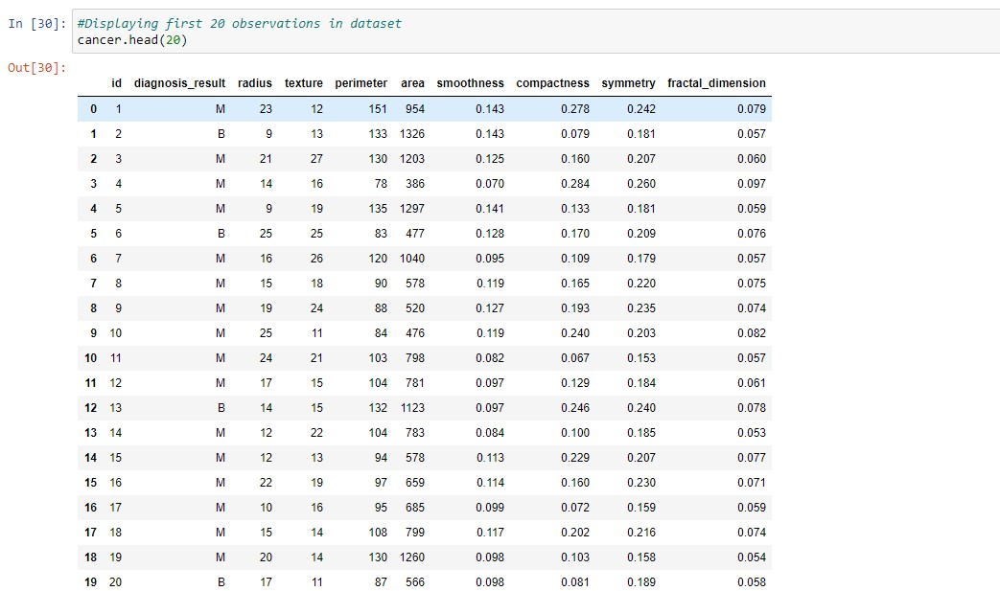 In [30]: #Displaying first 20 observations in dataset
cancer.head(20)
Out[30]:
id diagnosis_result radius texture perimeter area smoothness compactness symmetry fractal_dimension
0 1 M 23 12 151 954 0.143 0.278 0.242 0.079
1 2 B 9 13 133 1326 0.143 0.079 0.181 0.057
2 3 M 21 27 130 1203 0.125 0.160 0.207 0.060
3 4 M 14 16 78 386 0.070 0.284 0.260 0.097
4 5 M 9 19 135 1297 0.141 0.133 0.181 0.059
5 6 B 25 25 83 477 0.128 0.170 0.209 0.076
6 7 M 16 26 120 1040 0.095 0.109 0.179 0.057
7 8 M 15 18 90 578 0.119 0.165 0.220 0.075
8 9 M 19 24 88 520 0.127 0.193 0.235 0.074
9 10 M 25 11 84 476 0.119 0.240 0.203 0.082
10 11 M 24 21 103 798 0.082 0.067 0.153 0.057
11 12 M 17 15 104 781 0.097 0.129 0.184 0.061
12 13 B 14 15 132 1123 0.097 0.246 0.240 0.078
13 14 M 12 22 104 783 0.084 0.100 0.185 0.053
14 15 M 12 13 94 578 0.113 0.229 0.207 0.077
15 16 M 22 19 97 659 0.114 0.160 0.230 0.071
16 17 M 10 16 95 685 0.099 0.072 0.159 0.059
17 18 M 15 14 108 799 0.117 0.202 0.216 0.074
18 19 M 20 14 130 1260 0.098 0.103 0.158 0.054
19 20 B 17 11 87 566 0.098 0.081 0.189 0.058